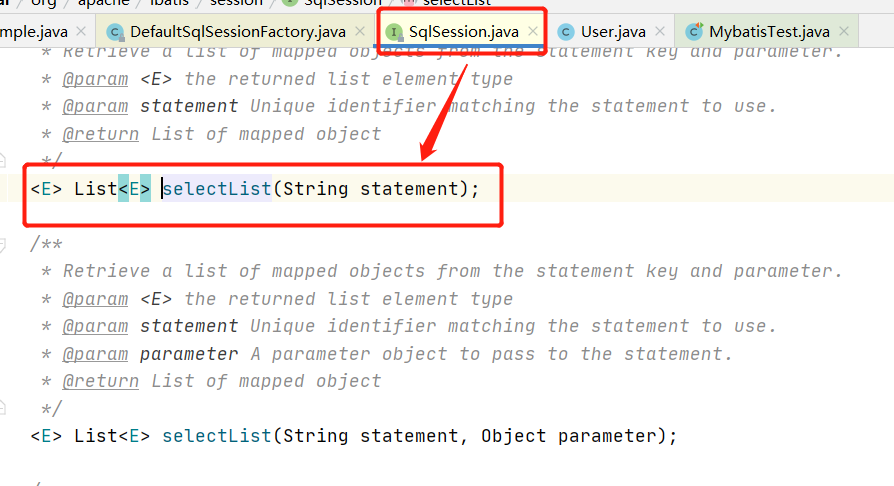 org apache ibatis session SqlSession selectList
mple.java DefaultSqlSessionFactory.java SqlSession.java User.java MybatisTest.java
* Retrieve a list of mapped objects from the statement key and parameter.
* @param <E> the returned list element type
* @param statement Unique identifier matching the statement to use.
* @return List of mapped object
*/
<E> List<E> selectList(String statement);
/**
* Retrieve a list of mapped objects from the statement key and parameter.
* @param <E> the returned list element type
* @param statement Unique identifier matching the statement to use.
* @param parameter A parameter object to pass to the statement.
* @return List of mapped object
*/
<E> List<E> selectList(String statement, Object parameter);